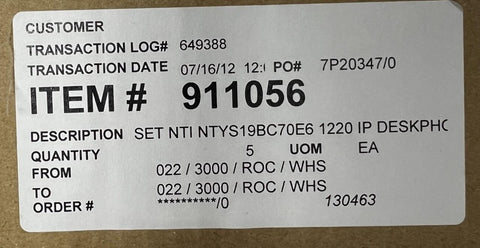 CUSTOMER
TRANSACTION LOG# 649388
TRANSACTION DATE 07/16/12 12:( PO# 7P20347/0
ITEM # 911056
DESCRIPTION SET NTI NTYS19BC70E6 1220 IP DESKPHC
QUANTITY 5 UOM EA
FROM 022 / 3000 / ROC / WHS
TO 022 / 3000 / ROC / WHS
ORDER # **********/0 130463